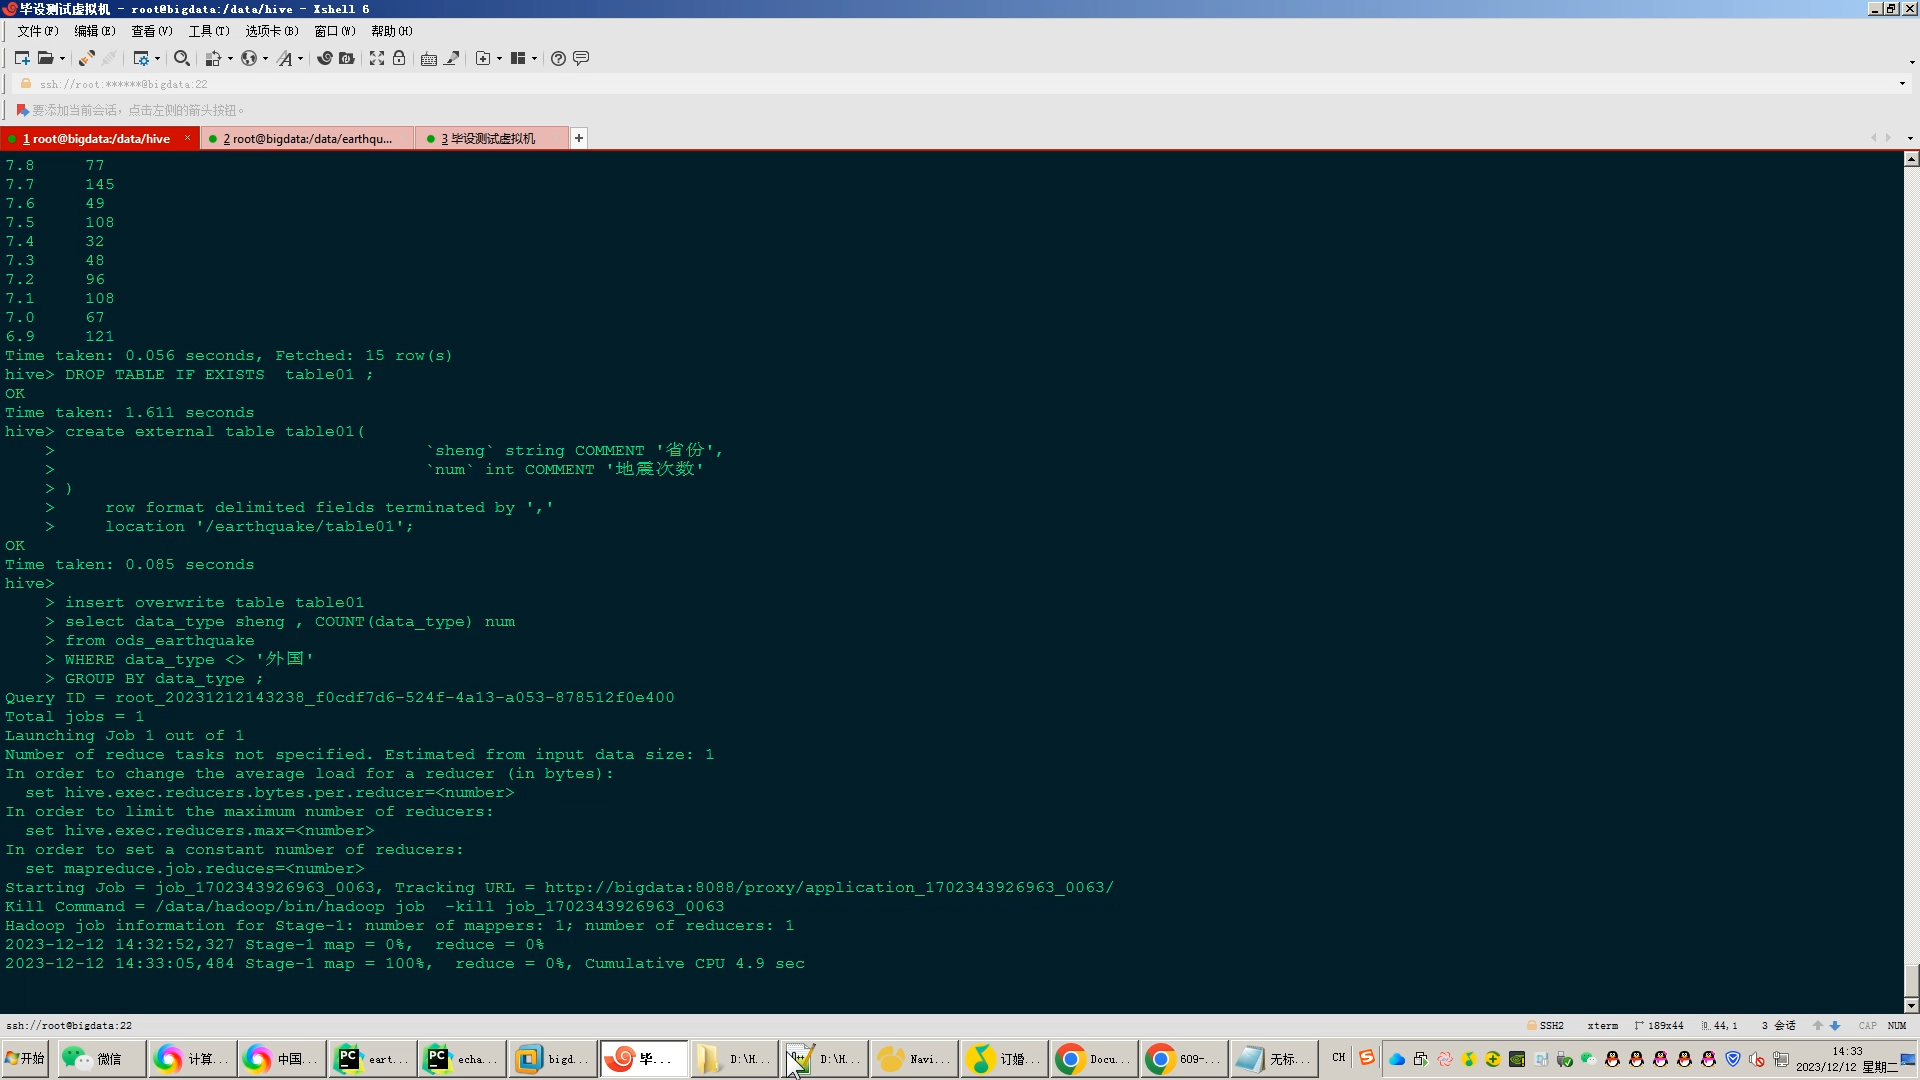 毕设测试虚拟机 - root@bigdata:/data/hive - Xshell 6
文件(F) 编辑(E) 查看(V) 工具(T) 选项卡(B) 窗口(W) 帮助(H)
ssh://root:******@bigdata:22
要添加当前会话，点击左侧的箭头按钮。
1 root@bigdata:/data/hive × 2 root@bigdata:/data/earthqu... 3 毕设测试虚拟机 +
7.8 77
7.7 145
7.6 49
7.5 108
7.4 32
7.3 48
7.2 96
7.1 108
7.0 67
6.9 121
Time taken: 0.056 seconds, Fetched: 15 row(s)
hive> DROP TABLE IF EXISTS  table01 ;
OK
Time taken: 1.611 seconds
hive> create external table table01(
> `sheng` string COMMENT '省份',
> `num` int COMMENT '地震次数'
> )
> row format delimited fields terminated by ','
> location '/earthquake/table01';
OK
Time taken: 0.085 seconds
hive>
> insert overwrite table table01
> select data_type sheng , COUNT(data_type) num
> from ods_earthquake
> WHERE data_type <> '外国'
> GROUP BY data_type ;
Query ID = root_20231212143238_f0cdf7d6-524f-4a13-a053-878512f0e400
Total jobs = 1
Launching Job 1 out of 1
Number of reduce tasks not specified. Estimated from input data size: 1
In order to change the average load for a reducer (in bytes):
set hive.exec.reducers.bytes.per.reducer=<number>
In order to limit the maximum number of reducers:
set hive.exec.reducers.max=<number>
In order to set a constant number of reducers:
set mapreduce.job.reduces=<number>
Starting Job = job_1702343926963_0063, Tracking URL = http://bigdata:8088/proxy/application_1702343926963_0063/
Kill Command = /data/hadoop/bin/hadoop job  -kill job_1702343926963_0063
Hadoop job information for Stage-1: number of mappers: 1; number of reducers: 1
2023-12-12 14:32:52,327 Stage-1 map = 0%,  reduce = 0%
2023-12-12 14:33:05,484 Stage-1 map = 100%,  reduce = 0%, Cumulative CPU 4.9 sec
ssh://root@bigdata:22 SSH2 xterm 189x44 44,1 3 会话 CAP NUM
开始 微信 计算... 中国... eart... echa... bigd... 毕... D:\H... D:\H... Navi... 订婚... Docu... 609-... 无标... CH 14:33
2023/12/12 星期二